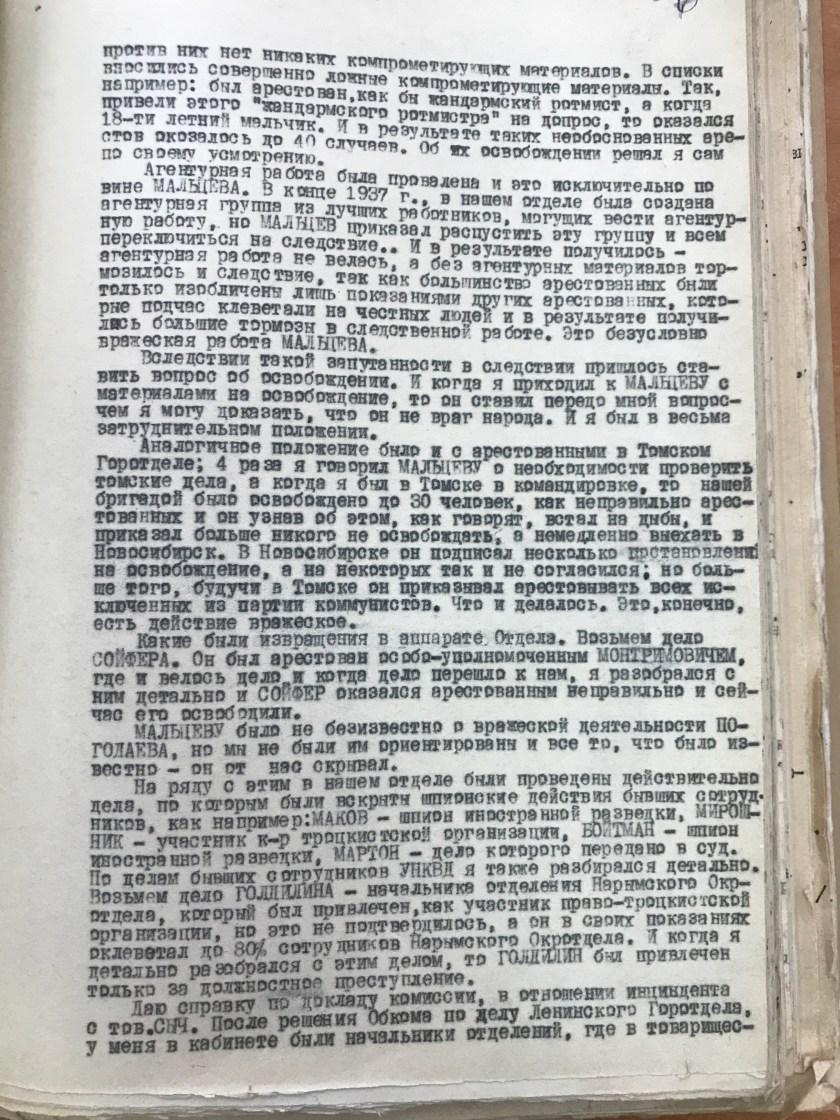 против них нет никаких компрометирующих материалов. В списки
вносились совершенно ложные компрометирующие материалы. Так,
например: был арестован,как бы жандармский ротмист, а когда
привели этого "жандармского ротмистра" на допрос, то оказался
18-ти летний мальчик. И в результате таких необоснованных аре-
стов окозалось до 40 случаев. Об их освобождении решал я сам
по своему усмотрению.
Агентурная работа была провалена и это исключительно по
вине МАЛЬЦЕВА. В конце 1937 г., в нашем отделе была создана
агентурная группа из лучших работников, могущих вести агентур-
ную работу, но МАЛЬЦЕВ приказал распустить эту группу и всем
переключиться на следствие.. И в результате получилось -
агентурная работа не велась, а без агентурных материалов тор-
мозилось и следствие, так как большинство арестованных были
только изобличены лишь показаниями других арестованных, кото-
рые подчас клеветали на честных людей и в результате получи-
лись большие тормозы в следственной работе. Это безусловно
вражеская работа МАЛЬЦЕВА.
Вследствии такой запутанности в следствии пришлось ста-
вить вопрос об освобождении. И когда я приходил к МАЛЬЦЕВУ с
материалами на освобождение, то он ставил передо мной вопрос-
чем я могу доказать, что он не враг народа. И я был в весьма
затруднительном положении.
Аналогичное положение было и с арестованными в Томском
Горотделе; 4 раза я говорил МАЛЬЦЕВУ о необходимости проверить
томские дела, а когда я был в Томске в командировке, то нашей
бригадой было освобождено до 30 человек, как неправильно арес-
тованных и он узнав об этом, как говорят, встал на дыбы, и
приказал больше никого не освобождать, а немедленно выехать в
Новосибирск. В Новосибирске он подписал несколько постановлений
на освобождение, а на некоторых так и не согласился; но боль-
ше того, будучи в Томске он приказывал арестовывать всех ис-
ключенных из партии коммунистов. Что и делалось. Это,конечно,
есть действие вражеское.
Какие были извращения в аппарате Отдела. Возьмем дело
СОЙФЕРА. Он был арестован особо-уполномоченным МОНТРИМОВИЧЕМ,
где и велось дело и когда дело перешло к нам, я разобрался с
ним детально и СОЙФЕР оказался арестованным неправильно и сей-
час его освободили.
МАЛЬЦЕВУ было не безизвестно о вражеской деятельности ПО-
ГОДАЕВА, но мы не были им ориентированы и все то, что было из-
вестно - он от нас скрывал.
На ряду с этим в нашем отделе были проведены действительно
дела, по которым были вскрыты шпионские действия бывших сотруд-
ников, как например:МАКОВ - шпион иностранной разведки, МИРОШ-
НИК - участник к-р троцкистской организации, ВОЙТМАН - шпион
иностранной разведки, МАРТОН - дело которого передано в суд.
По делам бывших сотрудников УНКВД я также разбирался детально.
Возьмем дело ГОЛДИЛИНА - начальника отделения Нарымского Окр-
отдела, который был привлечен,как участник право-троцкистской
организации, но это не подтвердилось, а он в своих показаниях
оклеветал до 80% сотрудников Нарымского Окротдела. И когда я
детально разобрался с этим делом, то ГОЛДИЛИН был привлечен
только за должностное преступление.
Даю справку по докладу комиссии, в отношении инциндента
с тов.СЫЧ. После решения Обкома по делу Ленинского Горотдела,
у меня в кабинете были начальники отделений, где в товарищес-